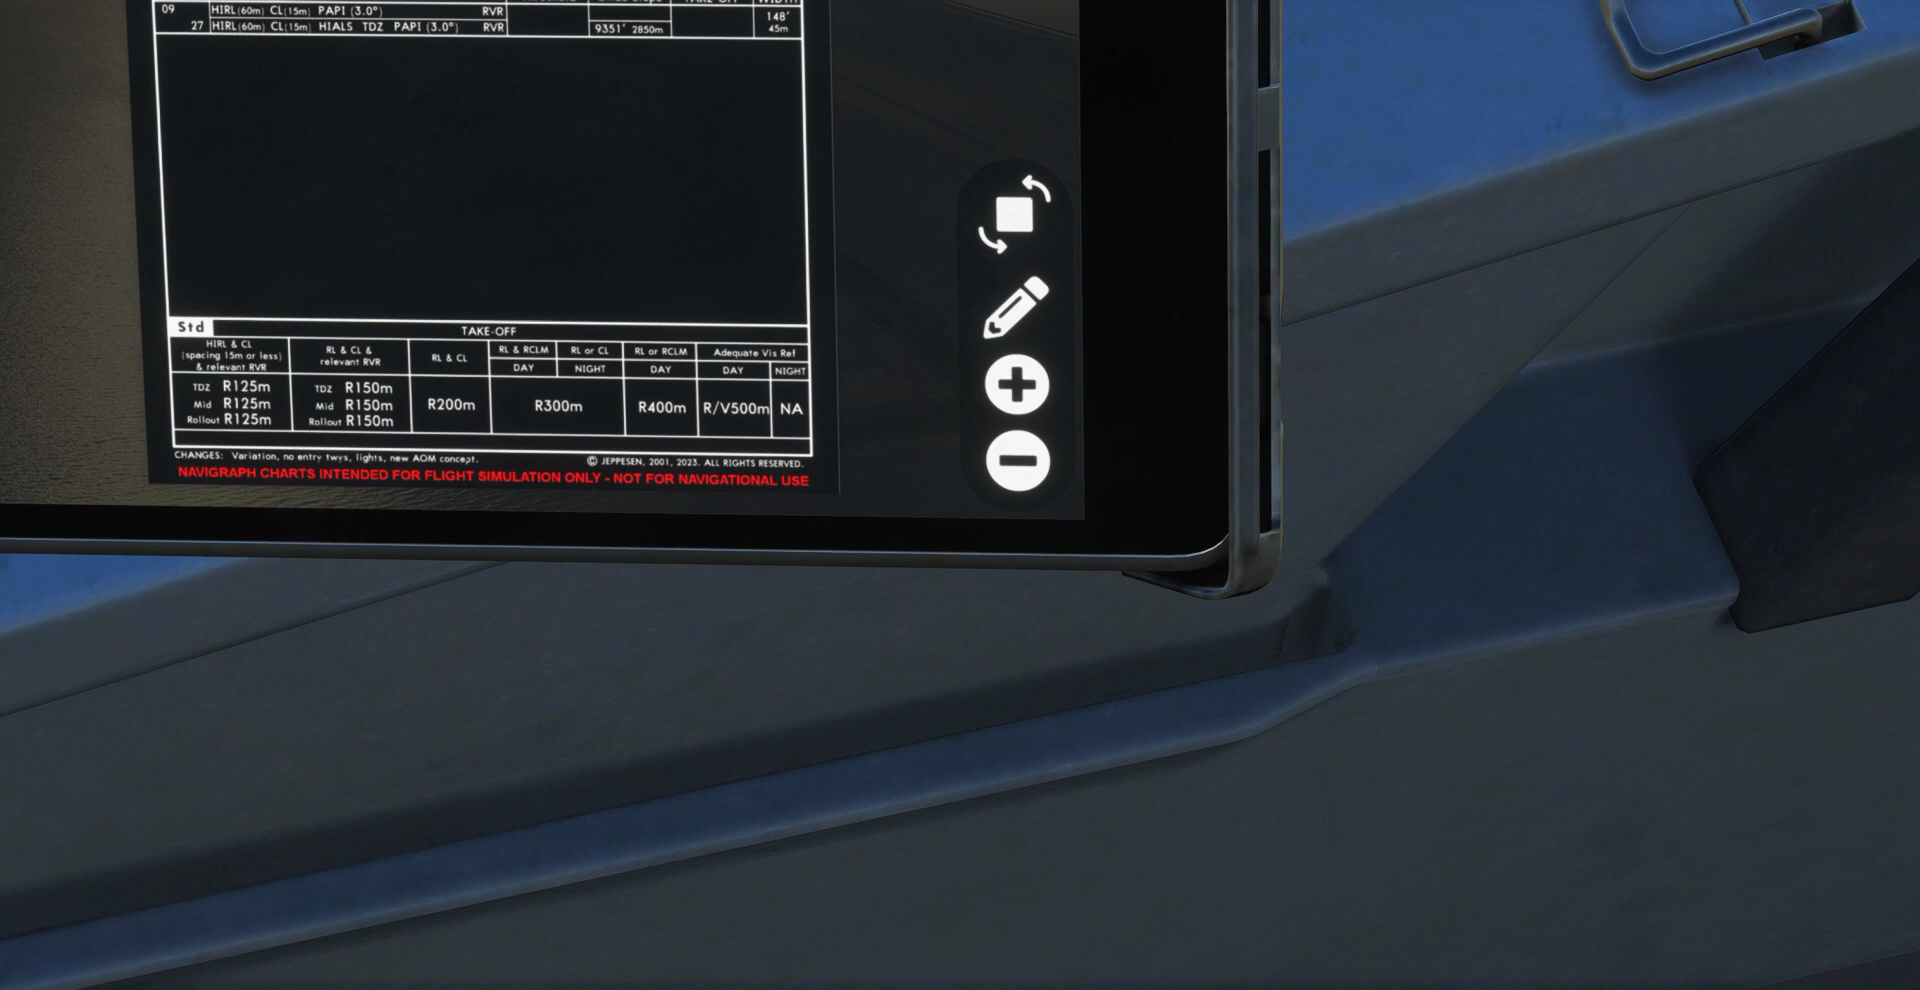 09 HIRL(60m) CL(15m) PAPI (3.0°) RVR 148'
27 HIRL(60m) CL(15m) HIALS TDZ PAPI (3.0°) RVR 9351' 2850m 45m
Std TAKE-OFF
HIRL & CL (spacing 15m or less) & relevant RVR
RL & CL & relevant RVR
RL & CL
RL & RCLM
RL or CL
RL or RCLM
Adequate Vis Ref
DAY NIGHT DAY DAY NIGHT
TDZ R125m TDZ R150m
Mid R125m Mid R150m R200m R300m R400m R/V500m NA
Rollout R125m Rollout R150m
CHANGES: Variation, no entry twys, lights, new AOM concept. © JEPPESEN, 2001, 2023. ALL RIGHTS RESERVED.
NAVIGRAPH CHARTS INTENDED FOR FLIGHT SIMULATION ONLY - NOT FOR NAVIGATIONAL USE